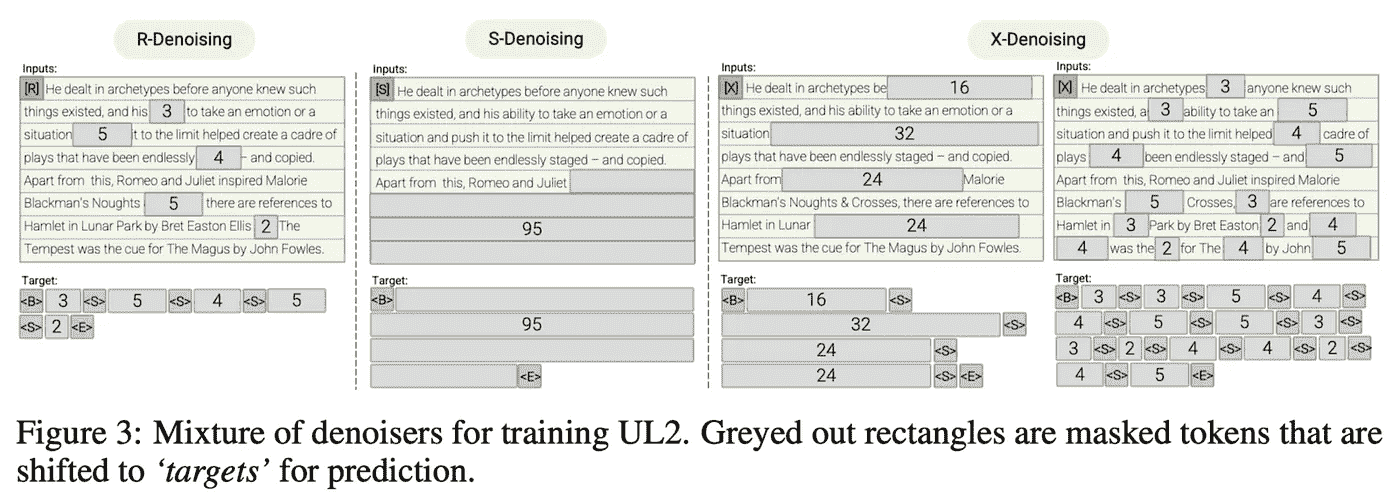 R-Denoising
Inputs:
[R] He dealt in archetypes before anyone knew such
things existed, and his 3 to take an emotion or a
situation 5 t to the limit helped create a cadre of
plays that have been endlessly 4 – and copied.
Apart from this, Romeo and Juliet inspired Malorie
Blackman's Noughts 5 there are references to
Hamlet in Lunar Park by Bret Easton Ellis 2 The
Tempest was the cue for The Magus by John Fowles.
Target:
<B> 3 <S> 5 <S> 4 <S> 5
<S> 2 <E>
S-Denoising
Inputs:
[S] He dealt in archetypes before anyone knew such
things existed, and his ability to take an emotion or a
situation and push it to the limit helped create a cadre of
plays that have been endlessly staged – and copied.
Apart from this, Romeo and Juliet
95
Target:
<B>
95
<E>
X-Denoising
Inputs:
[X] He dealt in archetypes be 16
things existed, and his ability to take an emotion or a
situation 32
plays that have been endlessly staged – and copied.
Apart from 24 Malorie
Blackman's Noughts & Crosses, there are references to
Hamlet in Lunar 24
Tempest was the cue for The Magus by John Fowles.
Target:
<B> 16 <S>
32 <S>
24 <S>
24 <S> <E>
Inputs:
[X] He dealt in archetypes 3 anyone knew such
things existed, a 3 ability to take an 5
situation and push it to the limit helped 4 cadre of
plays 4 been endlessly staged – and 5
Apart from this, Romeo and Juliet inspired Malorie
Blackman's 5 Crosses, 3 are references to
Hamlet in 3 Park by Bret Easton 2 and 4
4 was the 2 for The 4 by John 5
Target:
<B> 3 <S> 3 <S> 5 <S> 4 <S>
4 <S> 5 <S> 5 <S> 3 <S>
3 <S> 2 <S> 4 <S> 4 <S> 2 <S>
4 <S> 5 <E>
Figure 3: Mixture of denoisers for training UL2. Greyed out rectangles are masked tokens that are
shifted to ‘targets’ for prediction.